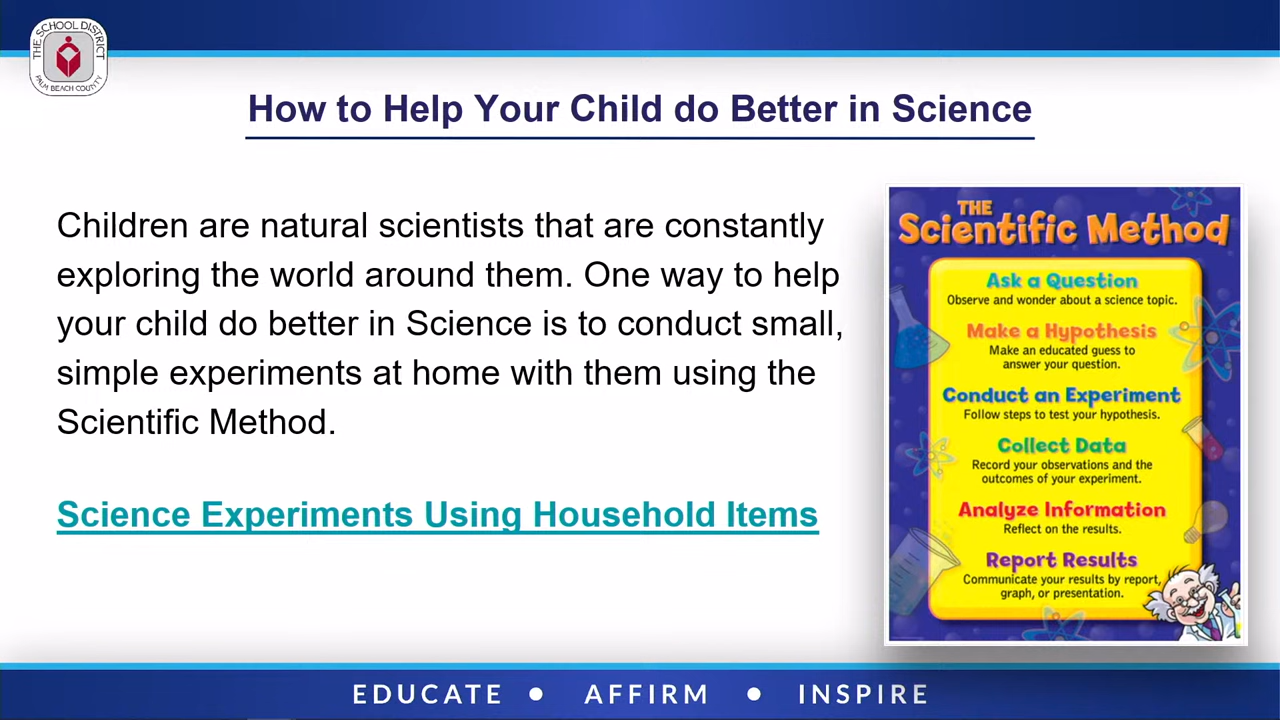 THE SCHOOL DISTRICT
PALM BEACH COUNTY
How to Help Your Child do Better in Science
Children are natural scientists that are constantly
exploring the world around them. One way to help
your child do better in Science is to conduct small,
simple experiments at home with them using the
Scientific Method.
Science Experiments Using Household Items
THE
Scientific Method
Ask a Question
Observe and wonder about a science topic.
Make a Hypothesis
Make an educated guess to
answer your question.
Conduct an Experiment
Follow steps to test your hypothesis.
Collect Data
Record your observations and the
outcomes of your experiment.
Analyze Information
Reflect on the results.
Report Results
Communicate your results by report,
graph, or presentation.
EDUCATE • AFFIRM • INSPIRE